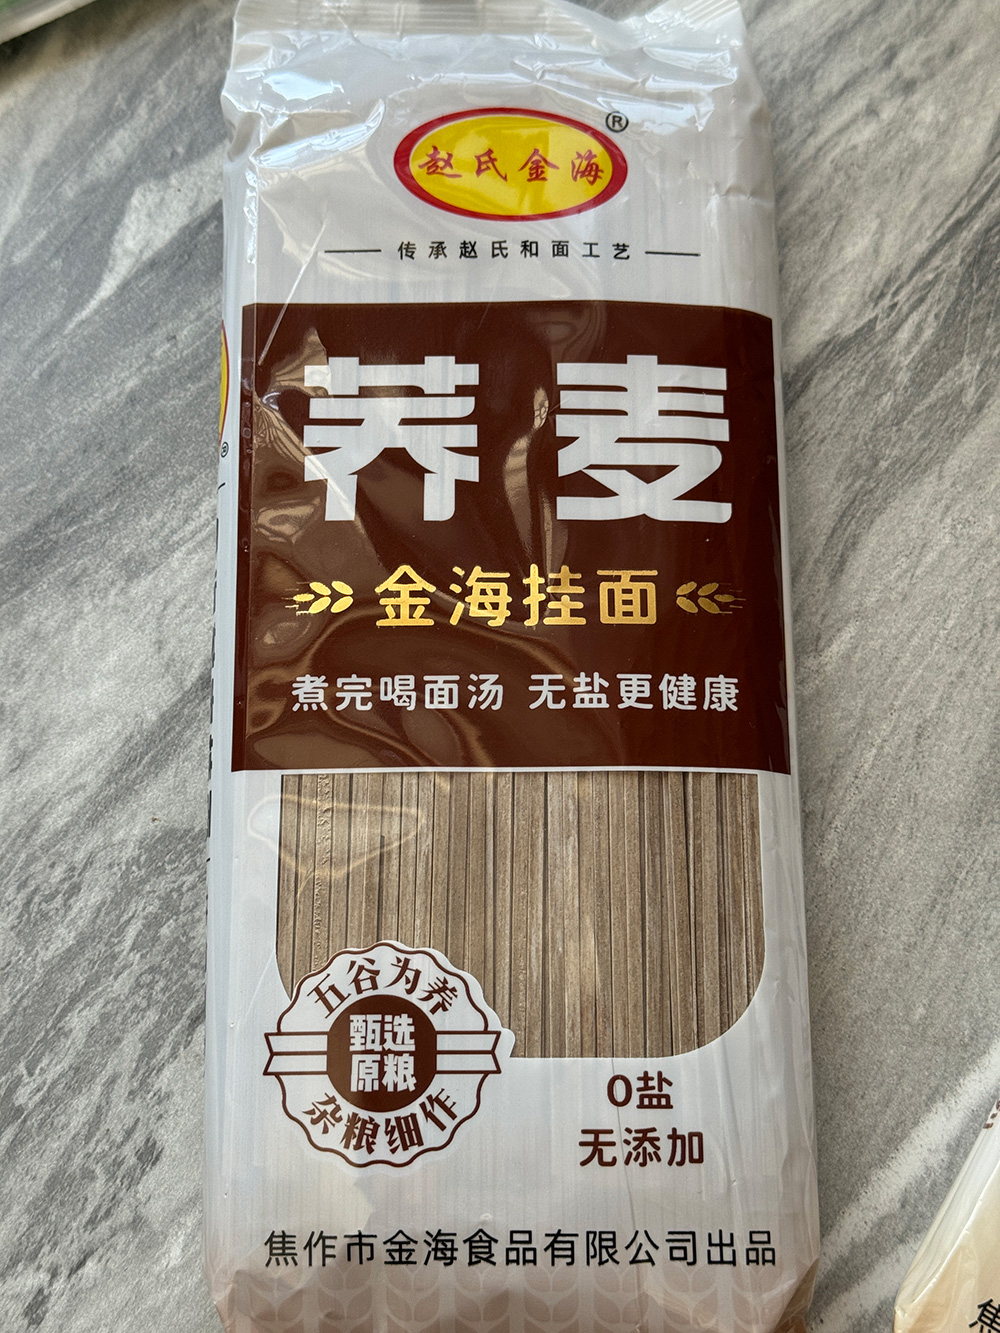 赵氏金海®
传承赵氏和面工艺
荞麦
金海挂面
煮完喝面汤 无盐更健康
五谷为养
甄选
原粮
杂粮细作
0盐
无添加
焦作市金海食品有限公司出品
焦